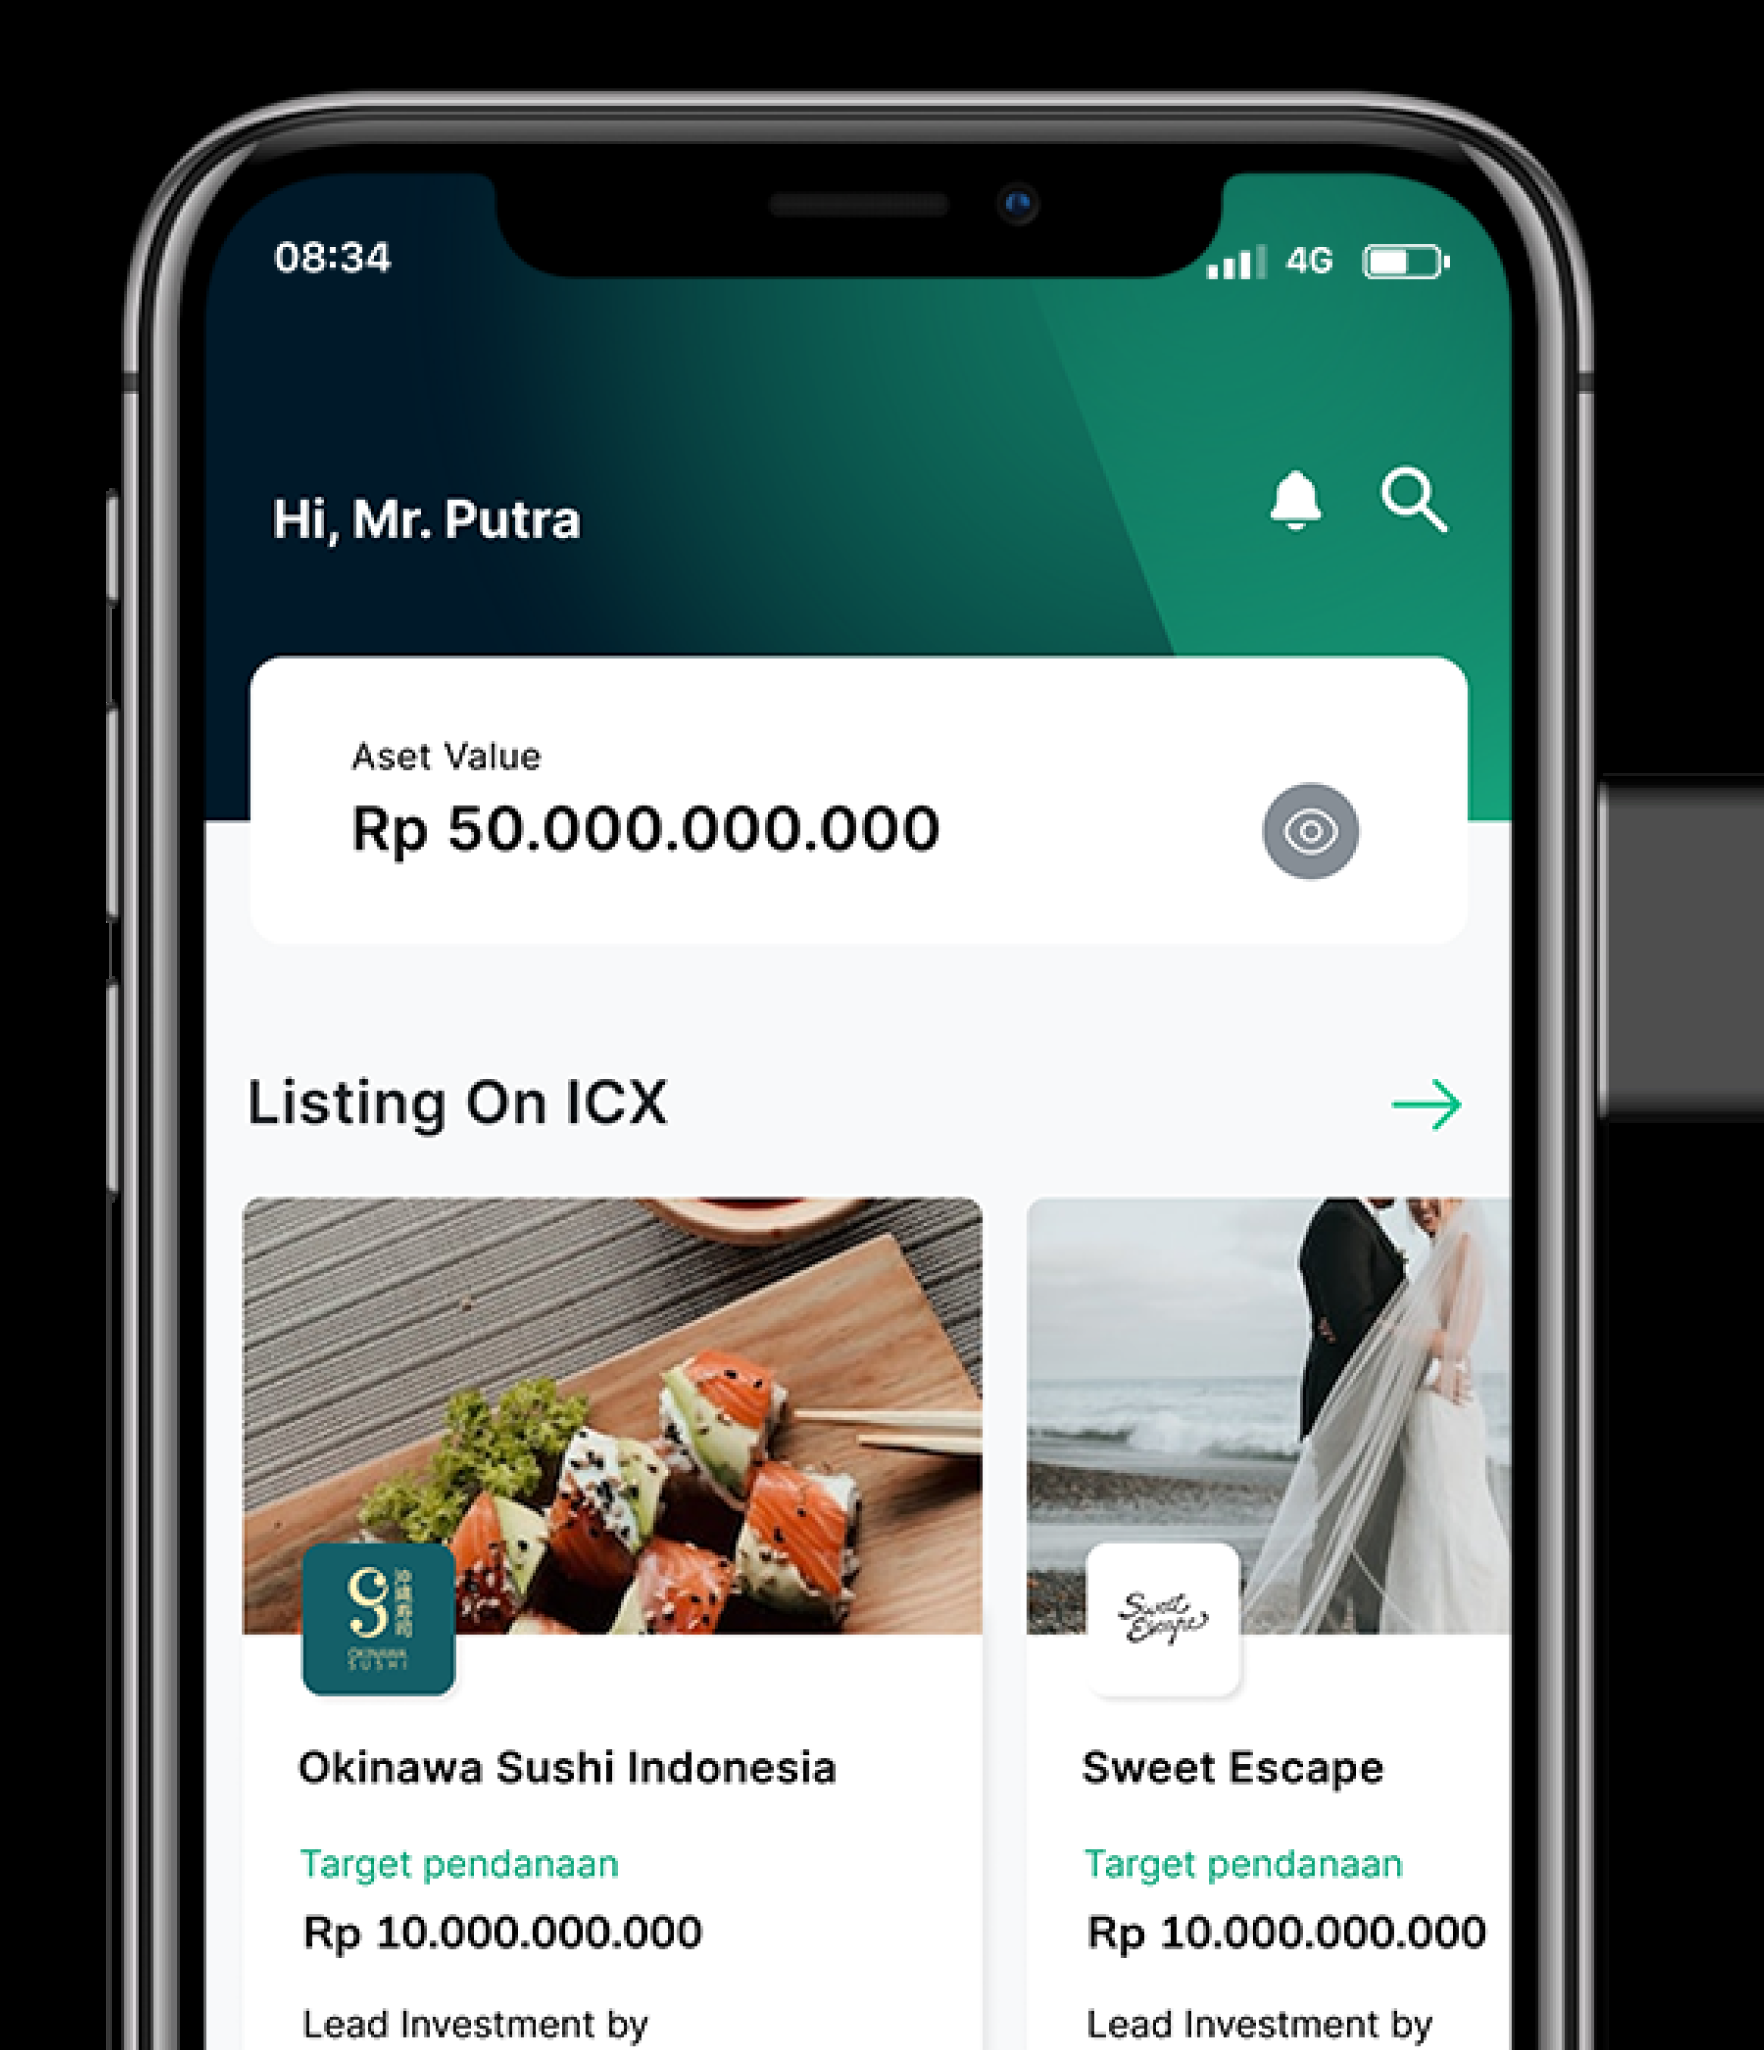 08:34
4G
Hi, Mr. Putra
Aset Value
Rp 50.000.000.000
Listing On ICX
沖縄寿司
OKINAWA
SUSHI
Sweet
Escape
Okinawa Sushi Indonesia
Sweet Escape
Target pendanaan
Target pendanaan
Rp 10.000.000.000
Rp 10.000.000.000
Lead Investment by
Lead Investment by